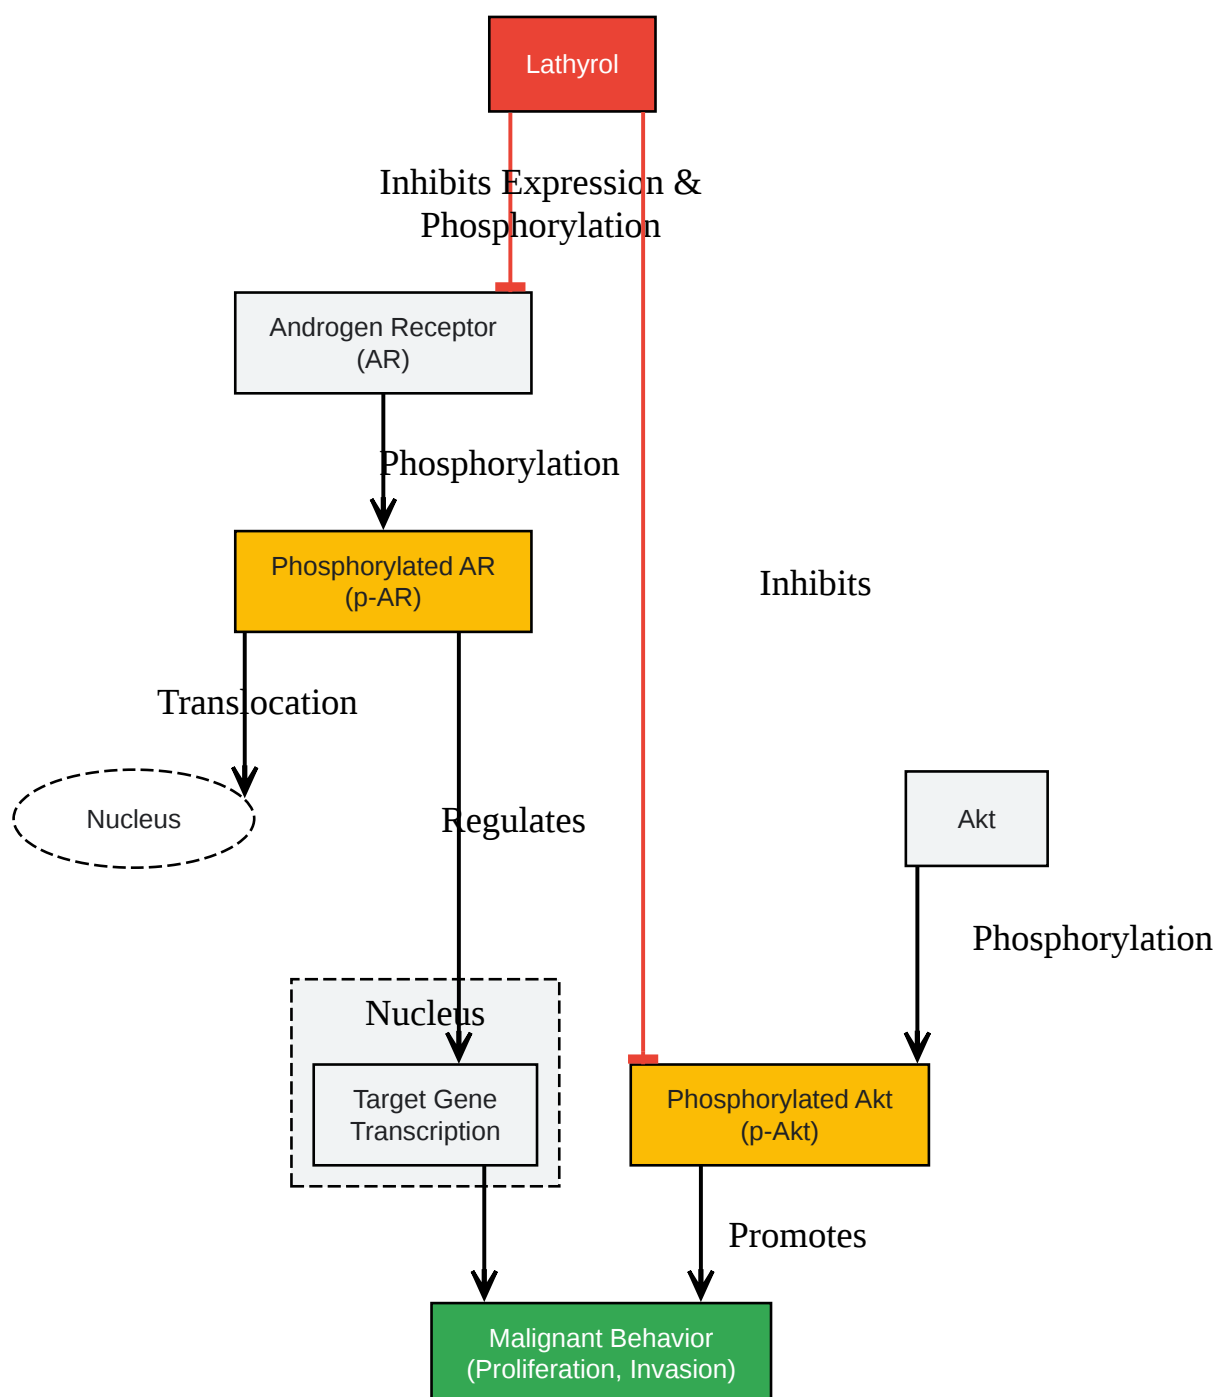 Lathyrol
Inhibits Expression &
Phosphorylation
Androgen Receptor
(AR)
Phosphorylation
Phosphorylated AR
(p-AR)
Inhibits
Translocation
Nucleus
Regulates
Akt
Phosphorylation
Nucleus
Target Gene
Transcription
Phosphorylated Akt
(p-Akt)
Promotes
Malignant Behavior
(Proliferation, Invasion)